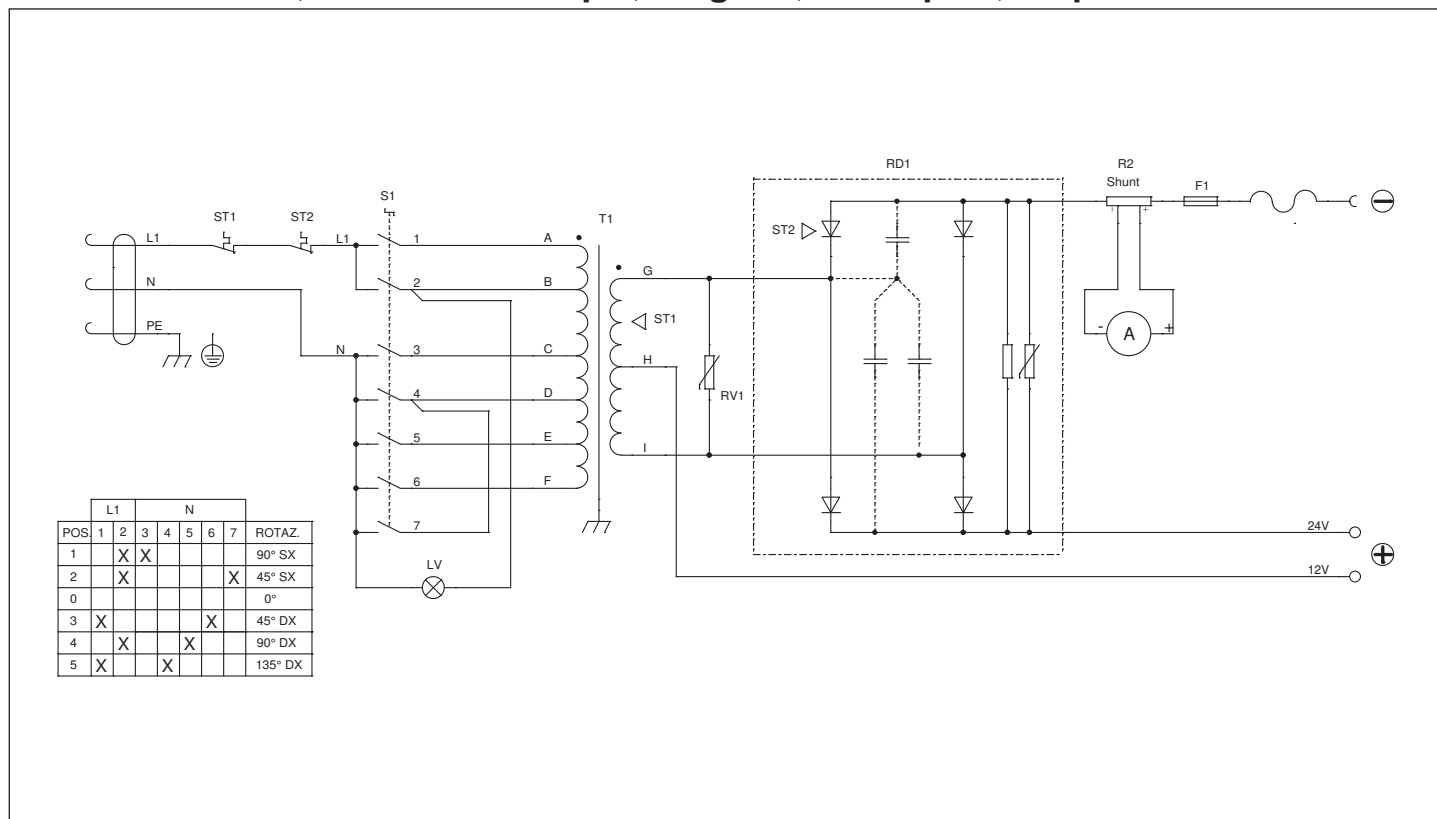 RD1
R2
Shunt
F1
S1
T1
ST1
ST2
L1
L1
1
A
ST2
G
N
2
B
ST1
PE
A
-
+
N
3
C
H
RV1
4
D
5
E
I
6
F
7
24V
LV
12V
L1 N
POS. 1 2 3 4 5 6 7 ROTAZ.
1 X X 90° SX
2 X X 45° SX
0 0°
3 X X 45° DX
4 X X 90° DX
5 X X 135° DX